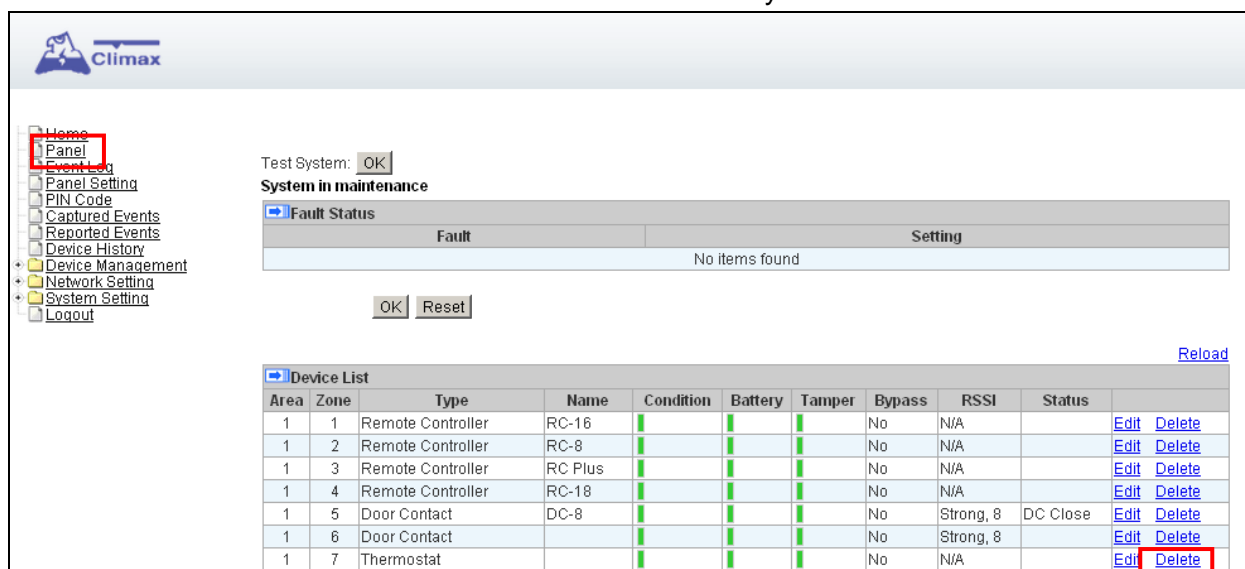 Climax
Home
Panel
Event Log
Panel Setting
PIN Code
Captured Events
Reported Events
Device History
Device Management
Network Setting
System Setting
Logout
Test System: OK
System in maintenance
Fault Status
Fault Setting
No items found
OK Reset
Reload
Device List
Area Zone Type Name Condition Battery Tamper Bypass RSSI Status
1 1 Remote Controller RC-16 No N/A Edit Delete
1 2 Remote Controller RC-8 No N/A Edit Delete
1 3 Remote Controller RC Plus No N/A Edit Delete
1 4 Remote Controller RC-18 No N/A Edit Delete
1 5 Door Contact DC-8 No Strong, 8 DC Close Edit Delete
1 6 Door Contact No Strong, 8 Edit Delete
1 7 Thermostat No N/A Edit Delete